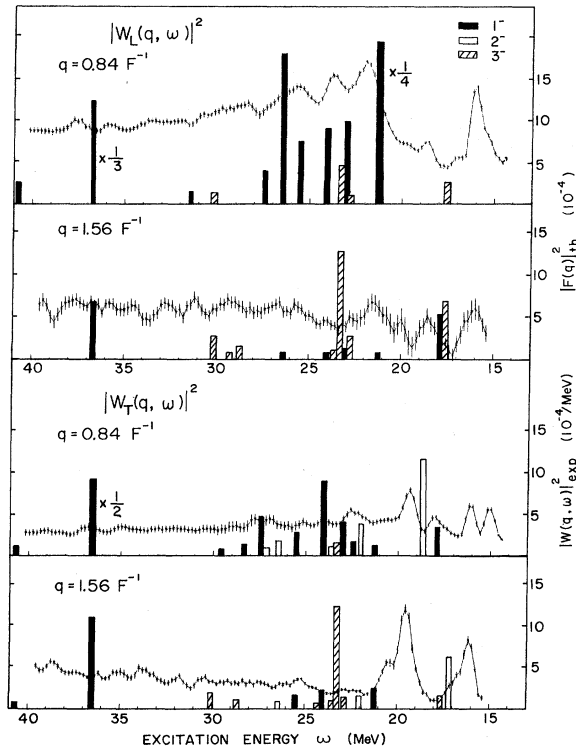 |W_L(q, ω)|²
q = 0.84 F⁻¹
1⁻
2⁻
3⁻
×1/4
×1/3
15
10
5
(10⁻⁴)
q = 1.56 F⁻¹
15
10
5
|F(q)|²_th
40 35 30 25 20 15
|W_T(q, ω)|²
q = 0.84 F⁻¹
×1/2
15
10
5
(10⁻⁴/MeV)
|W(q, ω)|²_exp
q = 1.56 F⁻¹
15
10
5
40 35 30 25 20 15
EXCITATION ENERGY ω (MeV)